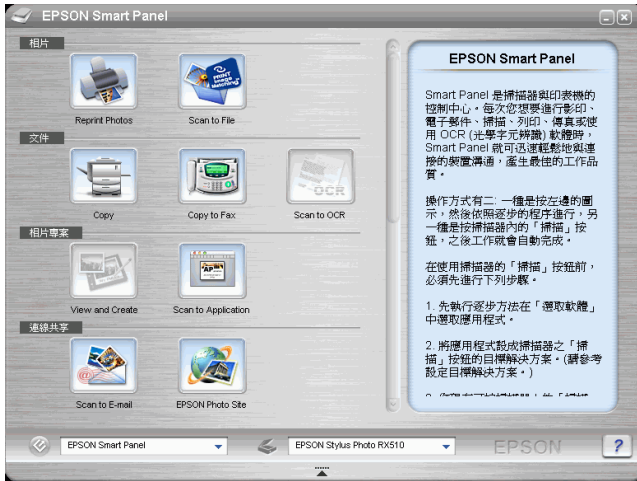 EPSON Smart Panel
相片
Reprint Photos
Scan to File
文件
Copy
Copy to Fax
Scan to OCR
相片專案
View and Create
Scan to Application
連線共享
Scan to E-mail
EPSON Photo Site
EPSON Smart Panel
Smart Panel 是掃描器與印表機的
控制中心。每次您想要進行影印、
電子郵件、掃描、列印、傳真或使
用 OCR (光學字元辨識) 軟體時，
Smart Panel 就可迅速輕鬆地與連
接的裝置溝通，產生最佳的工作品
質。
操作方式有二: 一種是按左邊的圖
示，然後依照逐步的程序進行，另
一種是按掃描器內的「掃描」按
鈕，之後工作就會自動完成。
在使用掃描器的「掃描」按鈕前，
必須先進行下列步驟。
1. 先執行逐步方法在「選取軟體」
中選取應用程式。
2. 將應用程式設成掃描器之「掃
描」按鈕的目標解決方案。(請參考
設定目標解決方案。)
EPSON Smart Panel
EPSON Stylus Photo RX510
EPSON
?